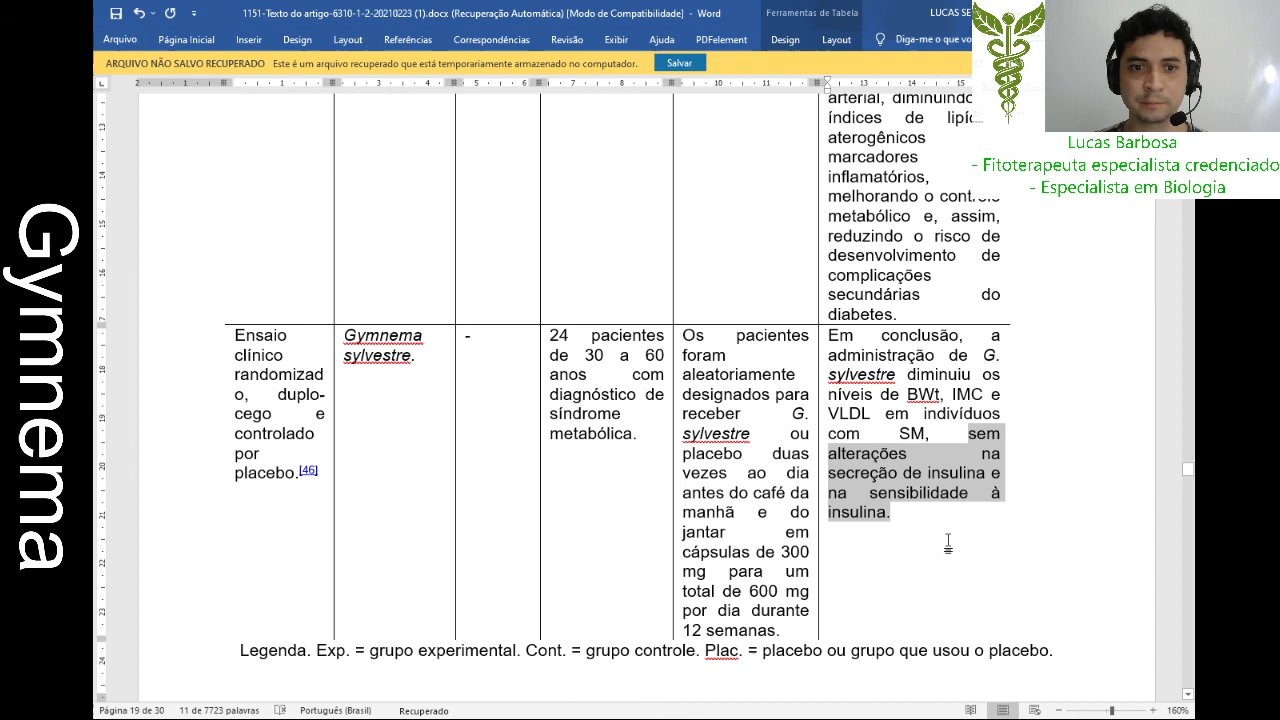 1151-Texto do artigo-6310-1-2-20210223 (1).docx (Recuperação Automática) [Modo de Compatibilidade] - Word
Ferramentas de Tabela
LUCAS SE
Arquivo
Página Inicial
Inserir
Design
Layout
Referências
Correspondências
Revisão
Exibir
Ajuda
PDFelement
Design
Layout
Diga-me o que vo
ARQUIVO NÃO SALVO RECUPERADO
Este é um arquivo recuperado que está temporariamente armazenado no computador.
Salvar
Lucas Barbosa
- Fitoterapeuta especialista credenciado
- Especialista em Biologia
Gymnema
arterial, diminuindo
índices de
aterogênicos
marcadores
inflamatórios,
melhorando o controle
metabólico e, assim,
reduzindo o risco de
desenvolvimento de
complicações
secundárias do
diabetes.
Ensaio
clínico
randomizad
o, duplo-
cego e
controlado
por
placebo.[46]
Gymnema
sylvestre.
-
24 pacientes
de 30 a 60
anos com
diagnóstico de
síndrome
metabólica.
Os pacientes
foram
aleatoriamente
designados para
receber G.
sylvestre ou
placebo duas
vezes ao dia
antes do café da
manhã e do
jantar em
cápsulas de 300
mg para um
total de 600 mg
por dia durante
12 semanas.
Em conclusão, a
administração de G.
sylvestre diminuiu os
níveis de BWt, IMC e
VLDL em indivíduos
com SM, sem
alterações na
secreção de insulina e
na sensibilidade à
insulina.
Legenda. Exp. = grupo experimental. Cont. = grupo controle. Plac. = placebo ou grupo que usou o placebo.
Página 19 de 30
11 de 7723 palavras
Português (Brasil)
Recuperado
160%